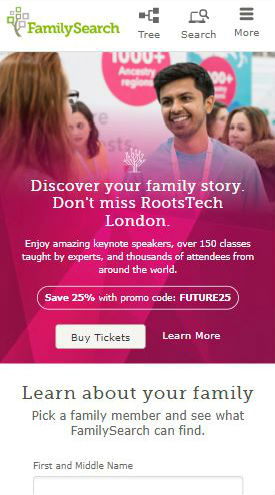 FamilySearch
Tree
Search
More
1000+
Ancestry
regions
Discover your family story.
Don't miss RootsTech
London.
Enjoy amazing keynote speakers, over 150 classes
taught by experts, and thousands of attendees from
around the world.
Save 25% with promo code: FUTURE25
Buy Tickets
Learn More
Learn about your family
Pick a family member and see what
FamilySearch can find.
First and Middle Name